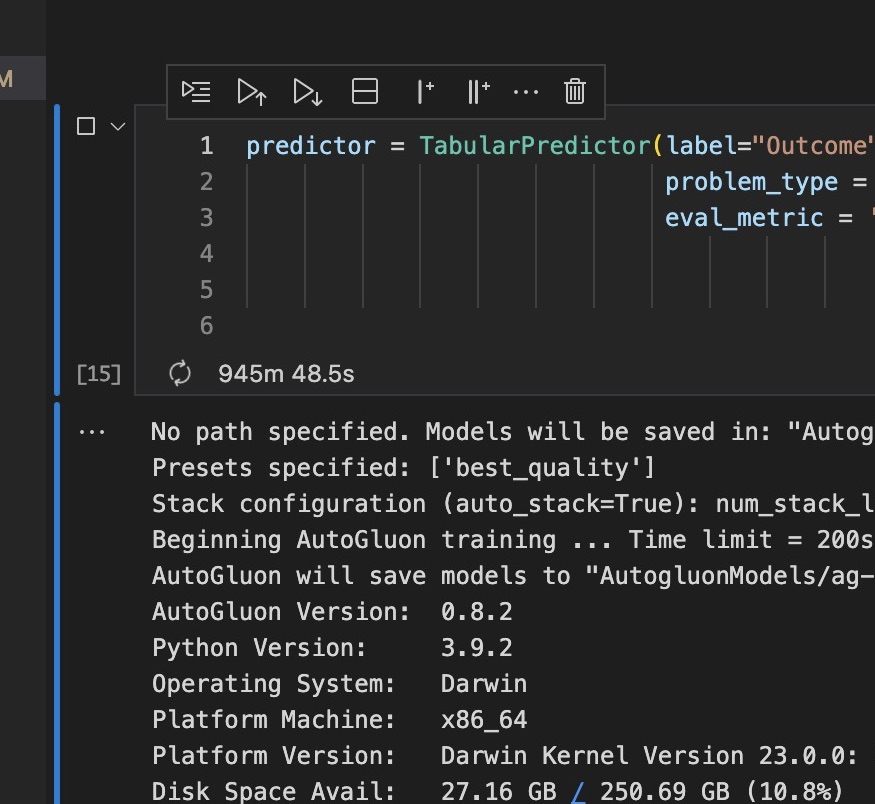 M
1 predictor = TabularPredictor(label="Outcome"
2 problem_type =
3 eval_metric = '
4
5
6
[15] 945m 48.5s
No path specified. Models will be saved in: "Autog
Presets specified: ['best_quality']
Stack configuration (auto_stack=True): num_stack_l
Beginning AutoGluon training ... Time limit = 200s
AutoGluon will save models to "AutogluonModels/ag-
AutoGluon Version: 0.8.2
Python Version: 3.9.2
Operating System: Darwin
Platform Machine: x86_64
Platform Version: Darwin Kernel Version 23.0.0:
Disk Space Avail: 27.16 GB / 250.69 GB (10.8%)